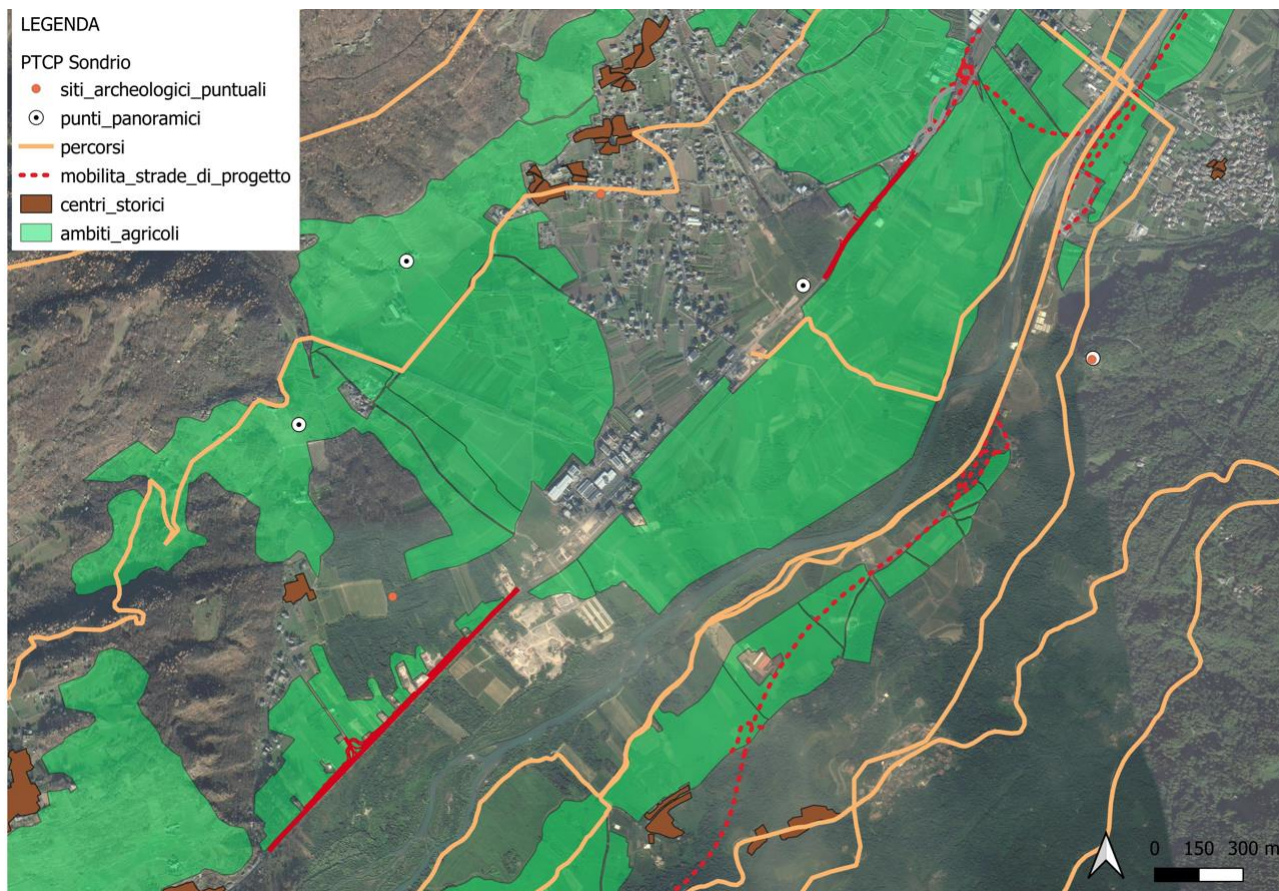 LEGENDA
PTCP Sondrio
siti_archeologici_puntuali
punti_panoramici
percorsi
mobilita_strade_di_progetto
centri_storici
ambiti_agricoli
0 150 300 m